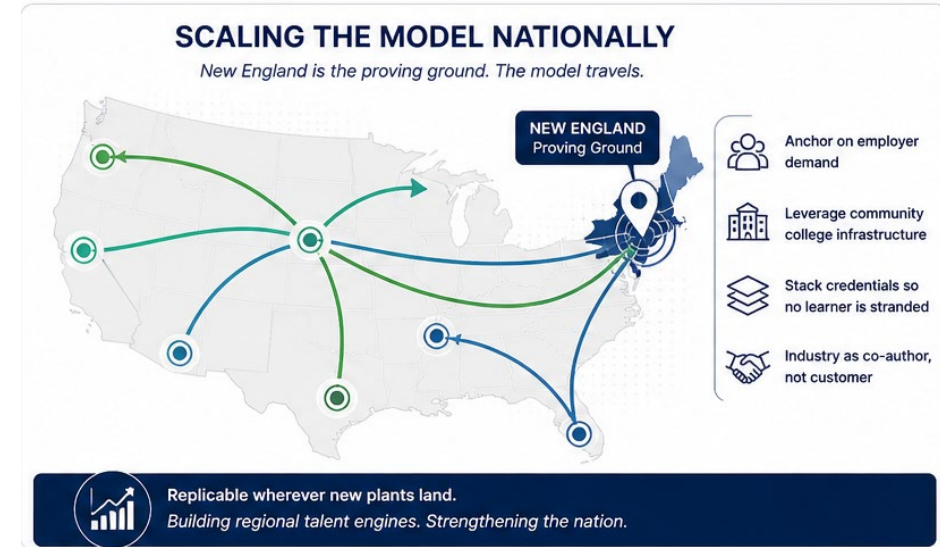 SCALING THE MODEL NATIONALLY
New England is the proving ground. The model travels.
NEW ENGLAND
Proving Ground
Anchor on employer
demand
Leverage community
college infrastructure
Stack credentials so
no learner is stranded
Industry as co-author,
not customer
Replicable wherever new plants land.
Building regional talent engines. Strengthening the nation.